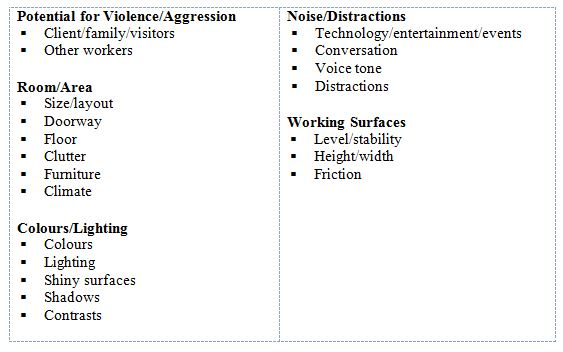 Potential for Violence/Aggression
▪ Client/family/visitors
▪ Other workers
Room/Area
▪ Size/layout
▪ Doorway
▪ Floor
▪ Clutter
▪ Furniture
▪ Climate
Colours/Lighting
▪ Colours
▪ Lighting
▪ Shiny surfaces
▪ Shadows
▪ Contrasts
Noise/Distractions
▪ Technology/entertainment/events
▪ Conversation
▪ Voice tone
▪ Distractions
Working Surfaces
▪ Level/stability
▪ Height/width
▪ Friction